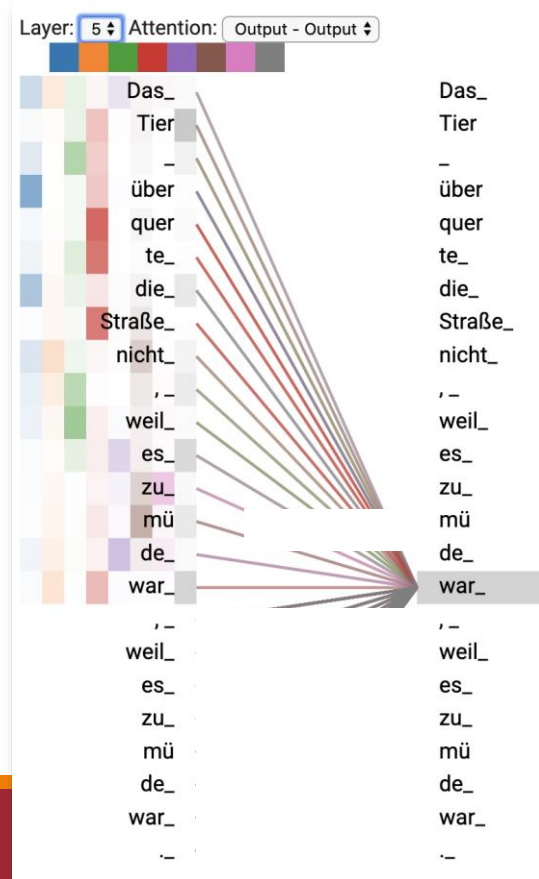 Layer: 5 Attention: Output - Output
Das_ Das_
Tier Tier
_ _
über über
quer quer
te_ te_
die_ die_
Straße_ Straße_
nicht_ nicht_
,_ ,_
weil_ weil_
es_ es_
zu_ zu_
mü mü
de_ de_
war_ war_
,_ ,_
weil_ weil_
es_ es_
zu_ zu_
mü mü
de_ de_
war_ war_
._ ._